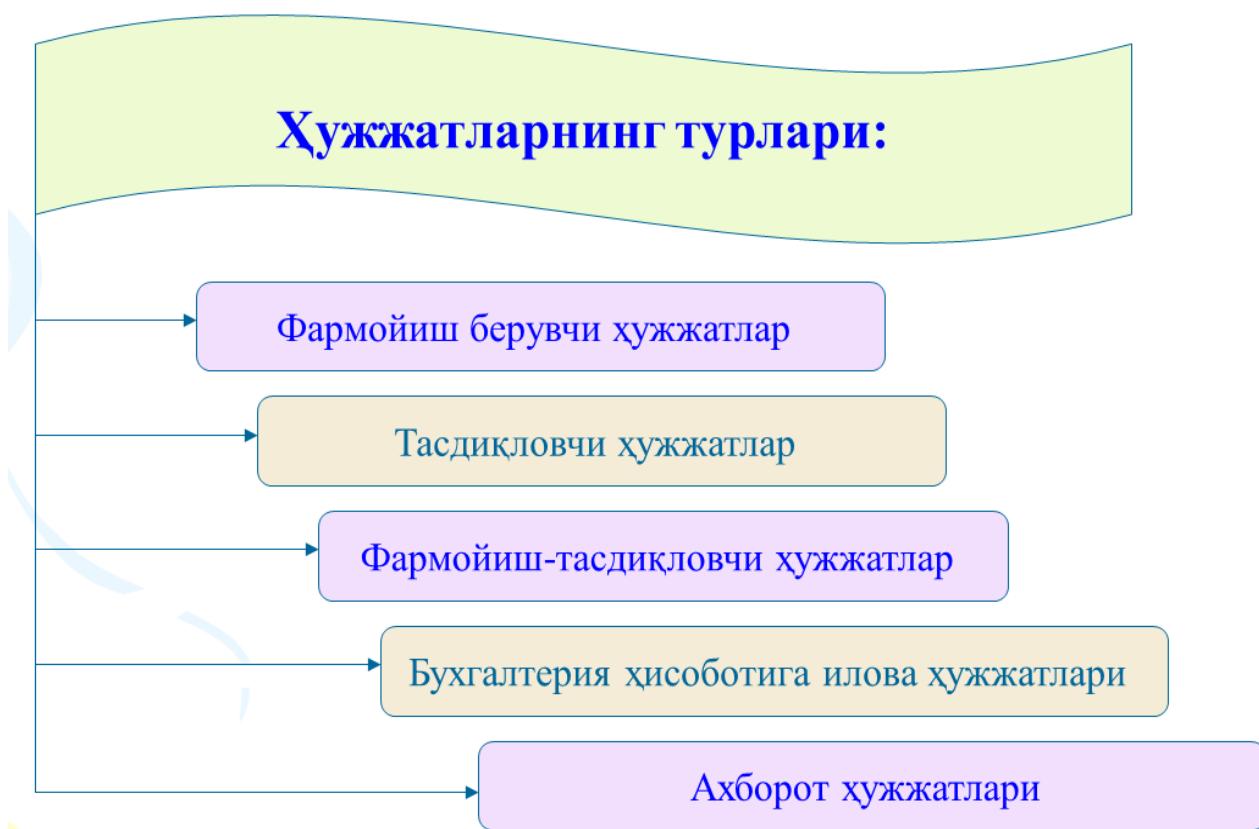 Ҳужжатларнинг турлари:
Фармойиш берувчи ҳужжатлар
Тасдиқловчи ҳужжатлар
Фармойиш-тасдиқловчи ҳужжатлар
Бухгалтерия ҳисоботига илова ҳужжатлари
Ахборот ҳужжатлари